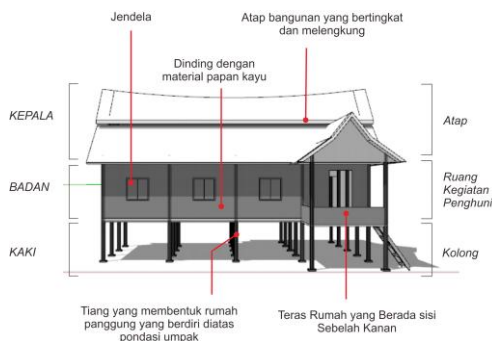 Jendela
Atap bangunan yang bertingkat
dan melengkung
Dinding dengan
material papan kayu
KEPALA
Atap
BADAN
Ruang
Kegiatan
Penghuni
KAKI
Kolong
Tiang yang membentuk rumah
panggung yang berdiri diatas
pondasi umpak
Teras Rumah yang Berada sisi
Sebelah Kanan